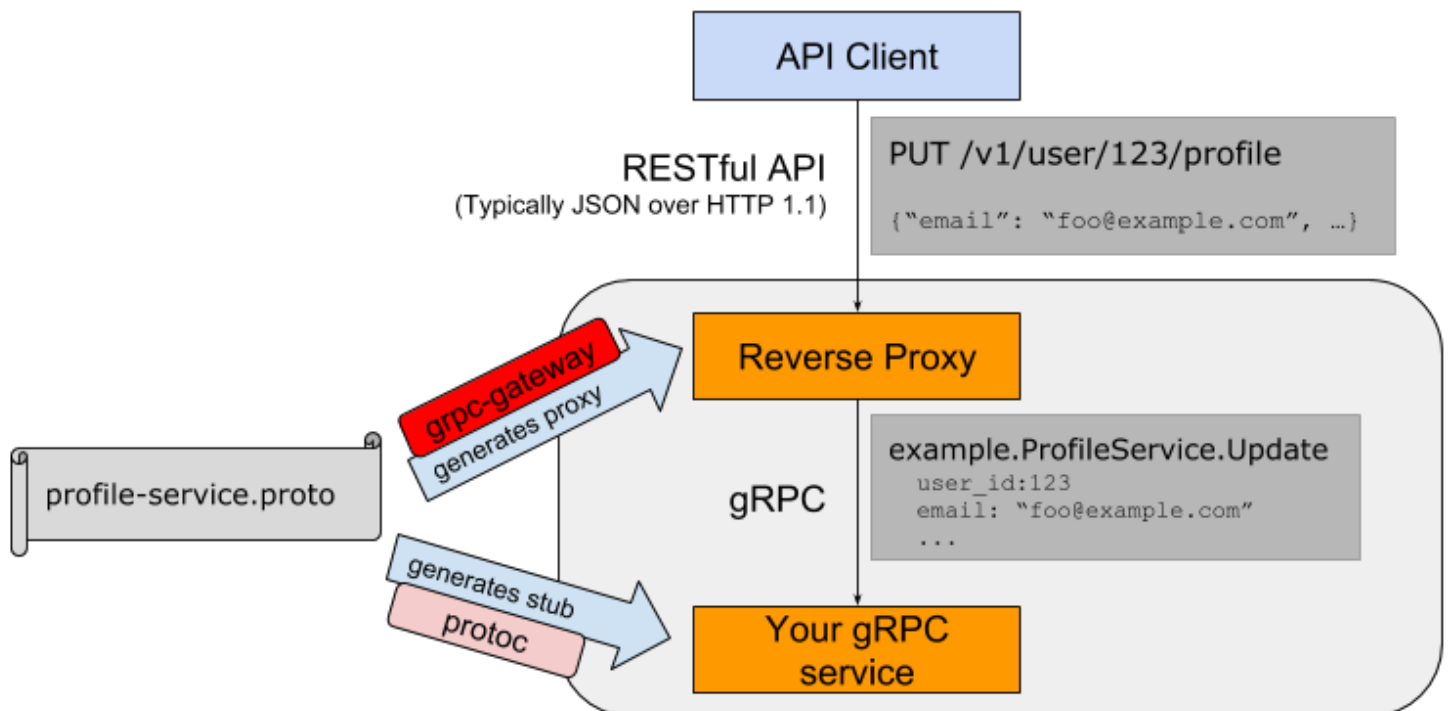 API Client
RESTful API
(Typically JSON over HTTP 1.1)
PUT /v1/user/123/profile
{“email”: “foo@example.com”, …}
grpc-gateway
generates proxy
Reverse Proxy
profile-service.proto
gRPC
example.ProfileService.Update
user_id:123
email: “foo@example.com”
...
generates stub
protoc
Your gRPC
service